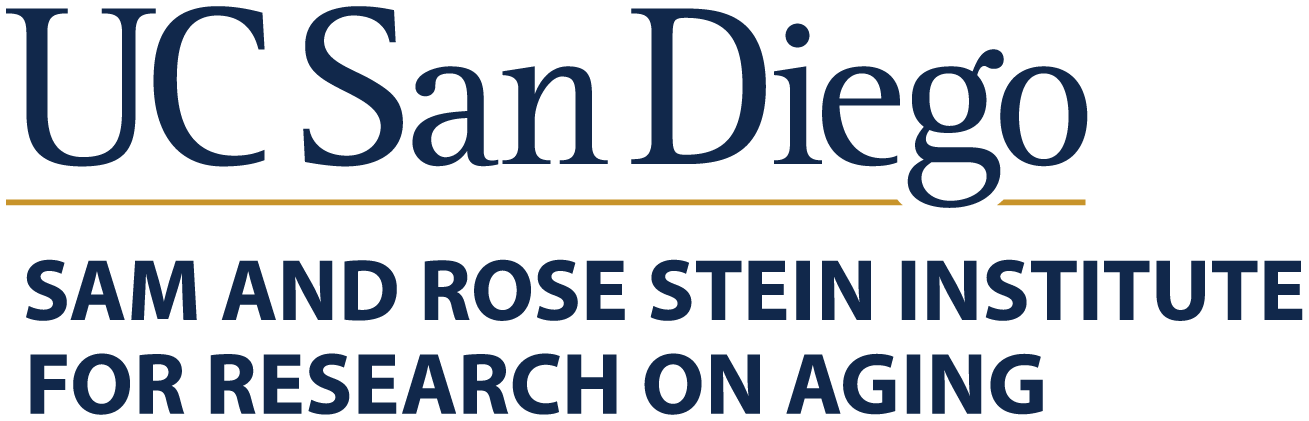 UC San Diego
SAM AND ROSE STEIN INSTITUTE
FOR RESEARCH ON AGING